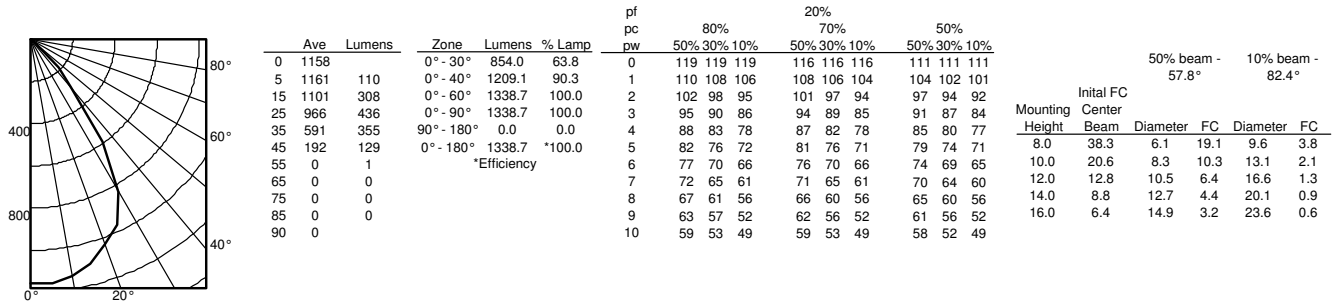 80°
400
60°
800
40°
0° 20°
Ave Lumens
0 1158
5 1161 110
15 1101 308
25 966 436
35 591 355
45 192 129
55 0 1
65 0 0
75 0 0
85 0 0
90 0
Zone Lumens % Lamp
0° - 30° 854.0 63.8
0° - 40° 1209.1 90.3
0° - 60° 1338.7 100.0
0° - 90° 1338.7 100.0
90° - 180° 0.0 0.0
0° - 180° 1338.7 *100.0
*Efficiency
pf 20%
pc 80% 70% 50%
pw 50% 30% 10% 50% 30% 10% 50% 30% 10%
0 119 119 119 116 116 116 111 111 111
1 110 108 106 108 106 104 104 102 101
2 102 98 95 101 97 94 97 94 92
3 95 90 86 94 89 85 91 87 84
4 88 83 78 87 82 78 85 80 77
5 82 76 72 81 76 71 79 74 71
6 77 70 66 76 70 66 74 69 65
7 72 65 61 71 65 61 70 64 60
8 67 61 56 66 60 56 65 60 56
9 63 57 52 62 56 52 61 56 52
10 59 53 49 59 53 49 58 52 49
50% beam - 10% beam -
57.8° 82.4°
Inital FC
Mounting Center
Height Beam Diameter FC Diameter FC
8.0 38.3 6.1 19.1 9.6 3.8
10.0 20.6 8.3 10.3 13.1 2.1
12.0 12.8 10.5 6.4 16.6 1.3
14.0 8.8 12.7 4.4 20.1 0.9
16.0 6.4 14.9 3.2 23.6 0.6